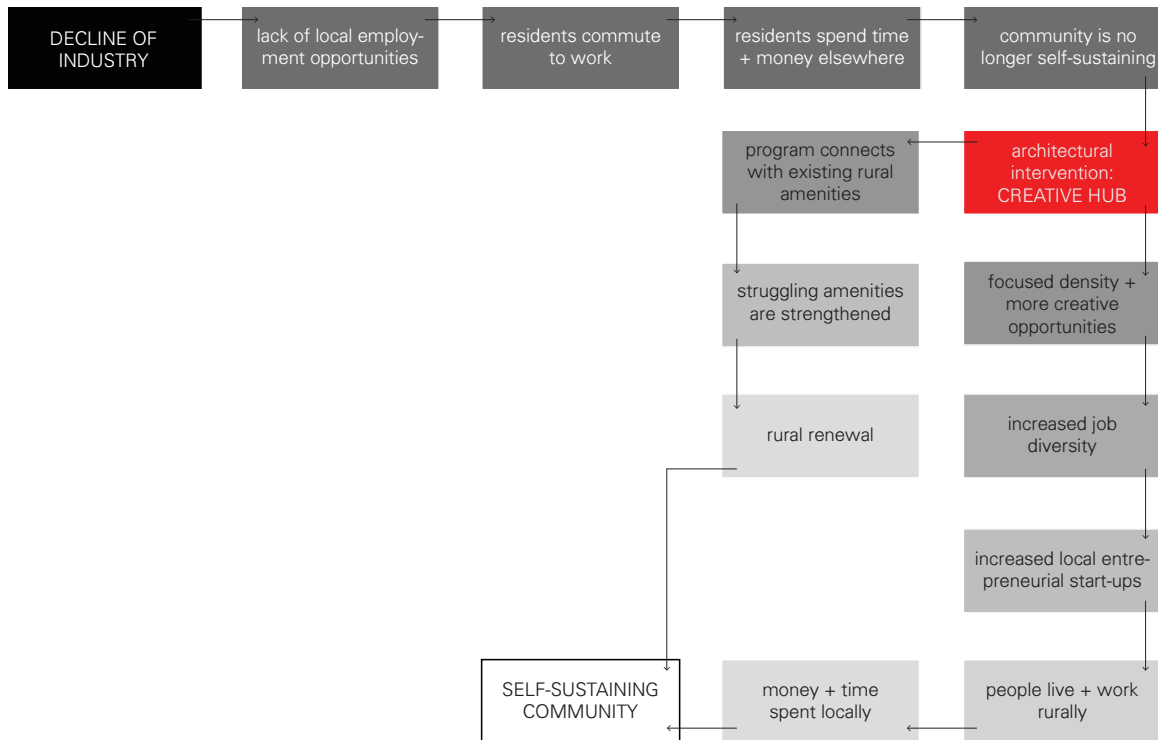 DECLINE OF
INDUSTRY
lack of local employ-
ment opportunities
residents commute
to work
residents spend time
+ money elsewhere
community is no
longer self-sustaining
architectural
intervention:
CREATIVE HUB
program connects
with existing rural
amenities
struggling amenities
are strengthened
rural renewal
focused density +
more creative
opportunities
increased job
diversity
increased local entre-
preneurial start-ups
people live + work
rurally
money + time
spent locally
SELF-SUSTAINING
COMMUNITY